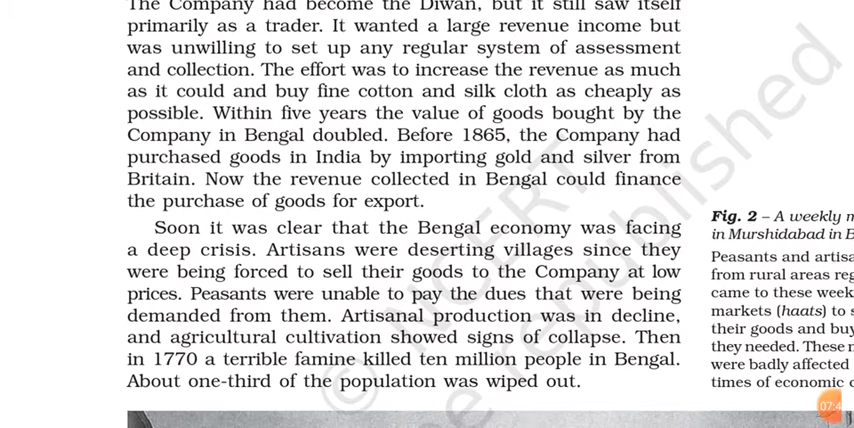 The Company had become the Diwan, but it still saw itself
primarily as a trader. It wanted a large revenue income but
was unwilling to set up any regular system of assessment
and collection. The effort was to increase the revenue as much
as it could and buy fine cotton and silk cloth as cheaply as
possible. Within five years the value of goods bought by the
Company in Bengal doubled. Before 1865, the Company had
purchased goods in India by importing gold and silver from
Britain. Now the revenue collected in Bengal could finance
the purchase of goods for export.
Soon it was clear that the Bengal economy was facing
a deep crisis. Artisans were deserting villages since they
were being forced to sell their goods to the Company at low
prices. Peasants were unable to pay the dues that were being
demanded from them. Artisanal production was in decline,
and agricultural cultivation showed signs of collapse. Then
in 1770 a terrible famine killed ten million people in Bengal.
About one-third of the population was wiped out.
Fig. 2 – A weekly
in Murshidabad in
Peasants and
from rural areas
came to these
markets (haats) to
their goods and
they needed. These
were badly affected
times of economic
© NCERT
be republished
07:4